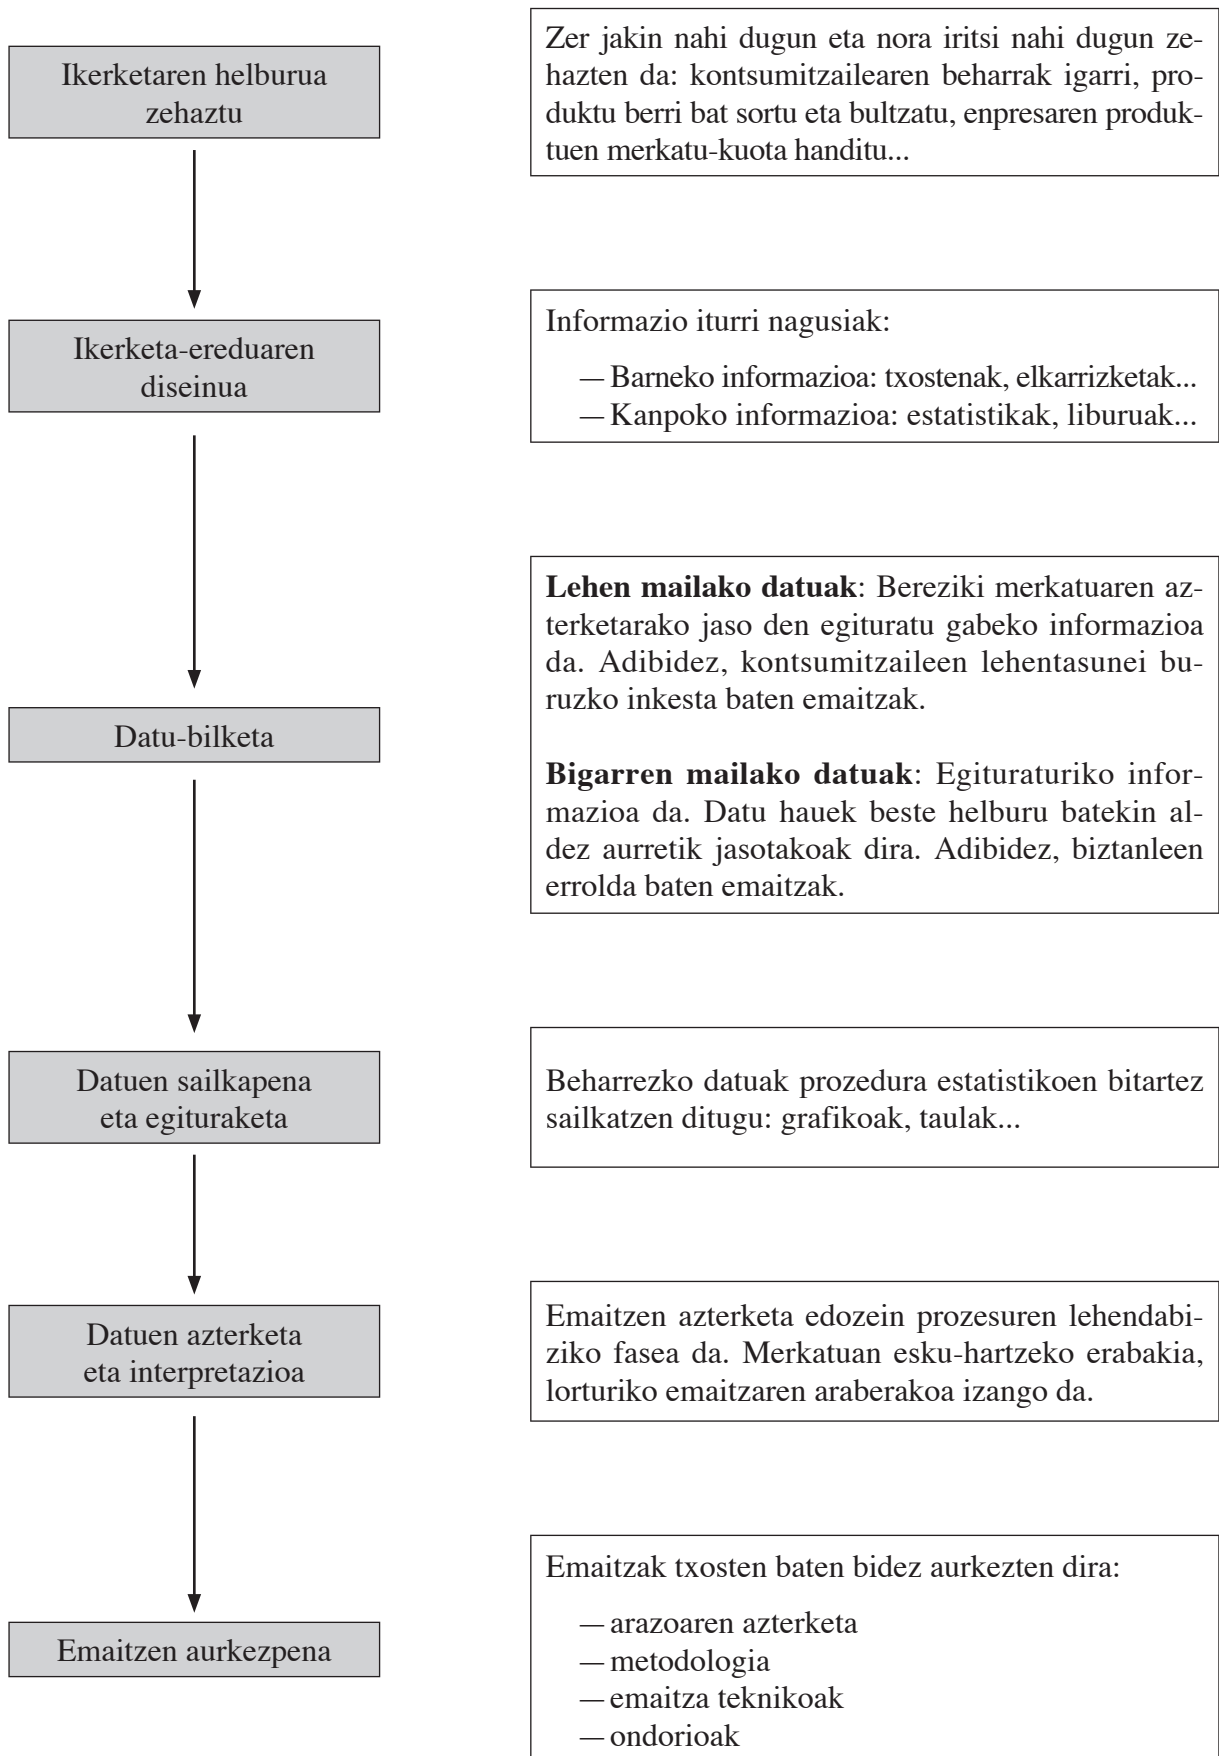 Ikerketaren helburua
zehaztu
Zer jakin nahi dugun eta nora iritsi nahi dugun ze-
hazten da: kontsumitzailearen beharrak igarri, pro-
duktu berri bat sortu eta bultzatu, enpresaren produk-
tuen merkatu-kuota handitu...
Ikerketa-ereduaren
diseinua
Informazio iturri nagusiak:
— Barneko informazioa: txostenak, elkarrizketak...
— Kanpoko informazioa: estatistikak, liburuak...
Datu-bilketa
Lehen mailako datuak: Bereziki merkatuaren az-
terketarako jaso den egituratu gabeko informazioa
da. Adibidez, kontsumitzaileen lehentasunei bu-
ruzko inkesta baten emaitzak.
Bigarren mailako datuak: Egituraturiko infor-
mazioa da. Datu hauek beste helburu batekin al-
dez aurretik jasotakoak dira. Adibidez, biztanleen
errolda baten emaitzak.
Datuen sailkapena
eta egituraketa
Beharrezko datuak prozedura estatistikoen bitartez
sailkatzen ditugu: grafikoak, taulak...
Datuen azterketa
eta interpretazioa
Emaitzen azterketa edozein prozesuren lehendabi-
ziko fasea da. Merkatuan esku-hartzeko erabakia,
lorturiko emaitzaren araberakoa izango da.
Emaitzen aurkezpena
Emaitzak txosten baten bidez aurkezten dira:
— arazoaren azterketa
— metodologia
— emaitza teknikoak
— ondorioak